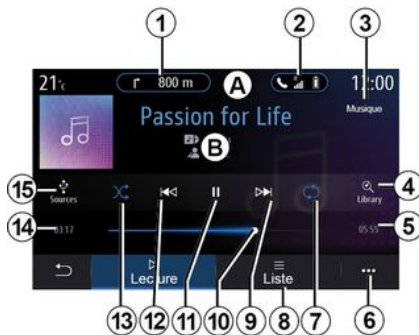 1 2 3
21°c 800 m A R 12:00
Musique
Passion for Life
B
15 Sources Library 4
14 03:17 05:55 5
Lecture Liste
13 12 11 10 9 8 7 6